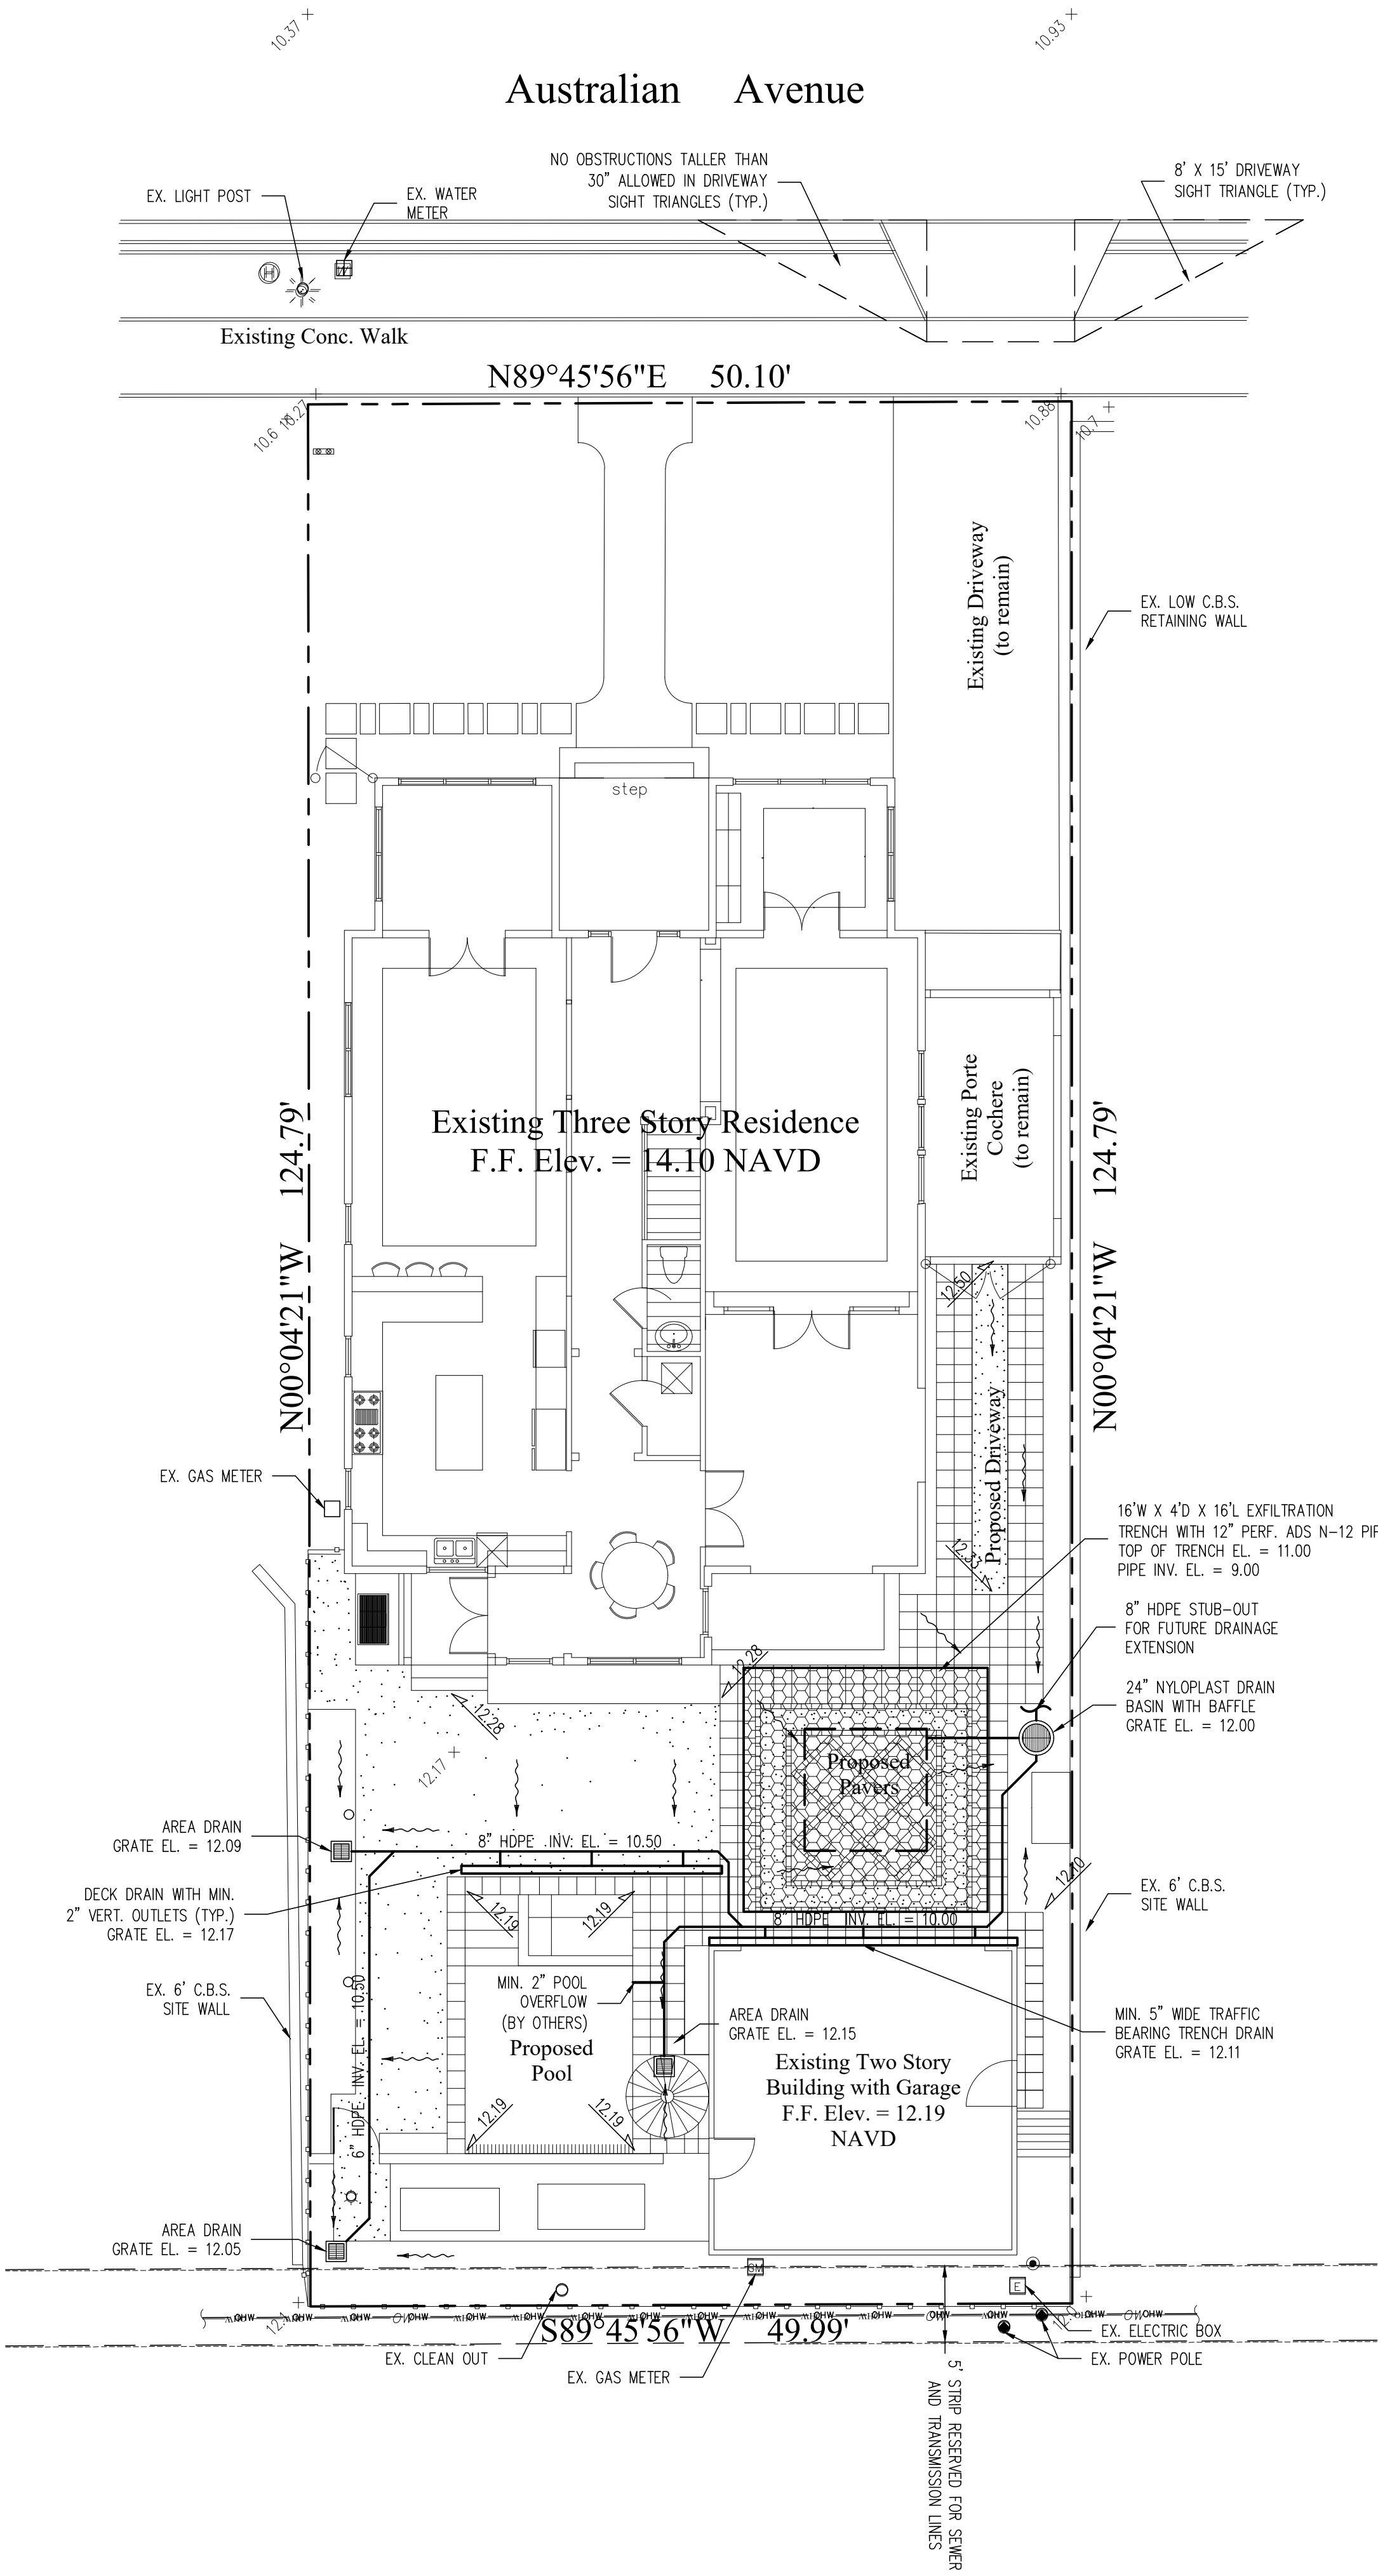 10.37
10.93
Australian Avenue
NO OBSTRUCTIONS TALLER THAN
30" ALLOWED IN DRIVEWAY
SIGHT TRIANGLES (TYP.)
8' X 15' DRIVEWAY
SIGHT TRIANGLE (TYP.)
EX. LIGHT POST
EX. WATER
METER
H
Existing Conc. Walk
N89°45'56"E 50.10'
10.6
10.27
10.88
10.7
Existing Driveway
(to remain)
EX. LOW C.B.S.
RETAINING WALL
step
Existing Three Story Residence
F.F. Elev. = 14.10 NAVD
Existing Porte
Cochere
(to remain)
N00°04'21"W 124.79'
N00°04'21"W 124.79'
12.50
Proposed Driveway
12.33
EX. GAS METER
16'W X 4'D X 16'L EXFILTRATION
TRENCH WITH 12" PERF. ADS N-12
TOP OF TRENCH EL. = 11.00
PIPE INV. EL. = 9.00
8" HDPE STUB-OUT
FOR FUTURE DRAINAGE
EXTENSION
24" NYLOPLAST DRAIN
BASIN WITH BAFFLE
GRATE EL. = 12.00
12.28
12.28
12.17
Proposed
Pavers
AREA DRAIN
GRATE EL. = 12.09
8" HDPE INV. EL. = 10.50
DECK DRAIN WITH MIN.
2" VERT. OUTLETS (TYP.)
GRATE EL. = 12.17
12.10
EX. 6' C.B.S.
SITE WALL
12.19
12.19
8" HDPE INV. EL. = 10.00
EX. 6' C.B.S.
SITE WALL
6" HDPE INV. EL. = 10.50
MIN. 2" POOL
OVERFLOW
(BY OTHERS)
Proposed
Pool
AREA DRAIN
GRATE EL. = 12.15
MIN. 5" WIDE TRAFFIC
BEARING TRENCH DRAIN
GRATE EL. = 12.11
Existing Two Story
Building with Garage
F.F. Elev. = 12.19
NAVD
12.19
12.19
AREA DRAIN
GRATE EL. = 12.05
GM
E
S89°45'56"W 49.99'
EX. CLEAN OUT
EX. GAS METER
EX. ELECTRIC BOX
EX. POWER POLE
5' STRIP RESERVED FOR SEWER
AND TRANSMISSION LINES